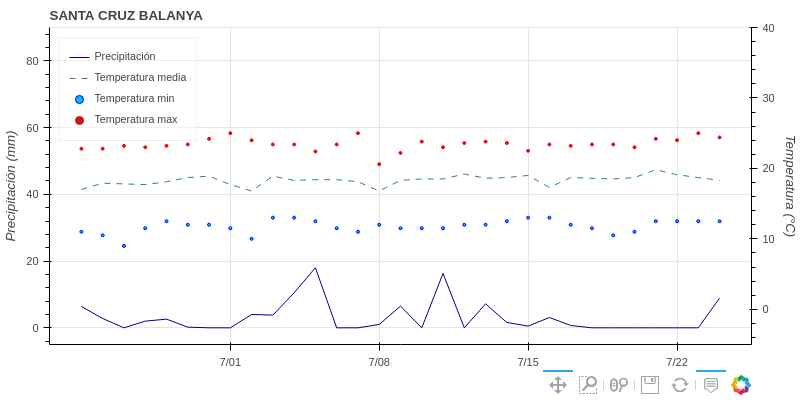 SANTA CRUZ BALANYA
Precipitación
Temperatura media
Temperatura min
Temperatura max
Precipitación (mm)
80
60
40
20
0
Temperatura (°C)
40
30
20
10
0
7/01
7/08
7/15
7/22